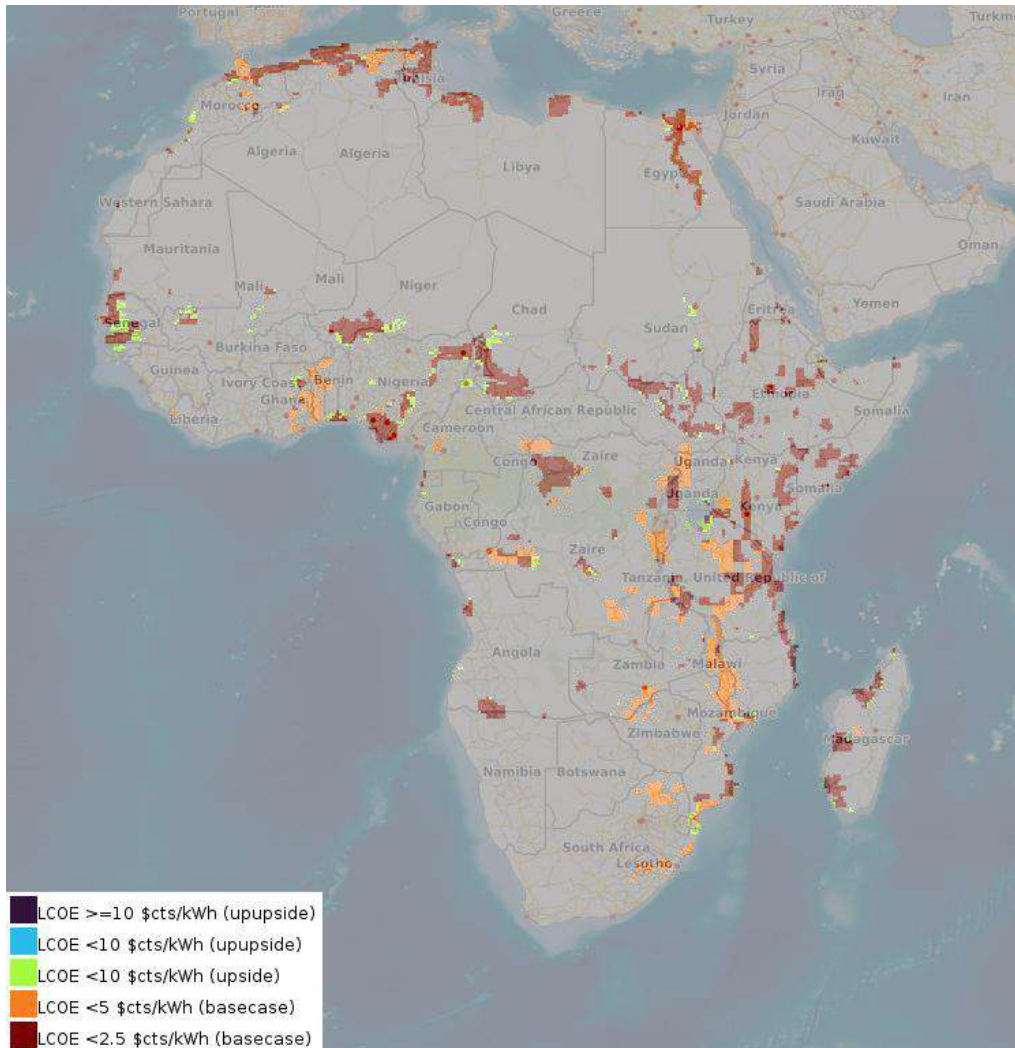 Portugal
Greece
Turkey
Turkm
Syria
Tunisia
Iraq
Iran
Morocco
Jordan
Kuwait
Algeria
Algeria
Libya
Egypt
Western Sahara
Saudi Arabia
Mauritania
Oman
Mali
Mali
Niger
Chad
Yemen
Eritrea
Senegal
Sudan
Burkina Faso
Guinea
Ivory Coast
Benin
Nigeria
Ethiopia
Ghana
Central African Republic
Somalia
Liberia
Cameroon
Congo
Zaire
Uganda
Kenya
Somalia
Uganda
Gabon
Kenya
Congo
Zaire
Tanzania, United Republic of
Angola
Zambia
Malawi
Mozambique
Zimbabwe
Madagascar
Namibia
Botswana
South Africa
Lesotho
LCOE >=10 $cts/kWh (upupside)
LCOE <10 $cts/kWh (upupside)
LCOE <10 $cts/kWh (upside)
LCOE <5 $cts/kWh (basecase)
LCOE <2.5 $cts/kWh (basecase)